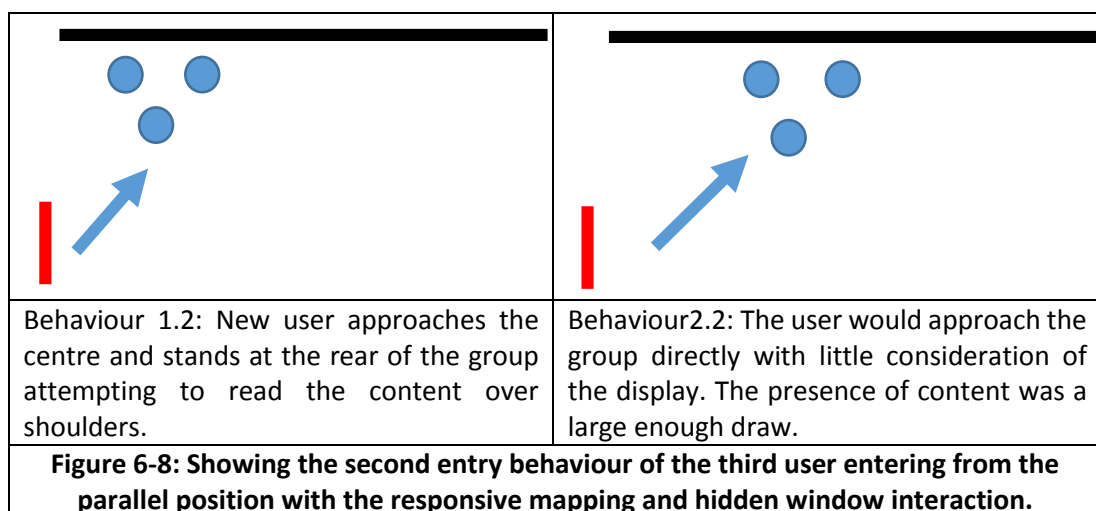 Behaviour 1.2: New user approaches the
centre and stands at the rear of the group
attempting to read the content over
shoulders.
Behaviour2.2: The user would approach the
group directly with little consideration of
the display. The presence of content was a
large enough draw.
Figure 6-8: Showing the second entry behaviour of the third user entering from the
parallel position with the responsive mapping and hidden window interaction.